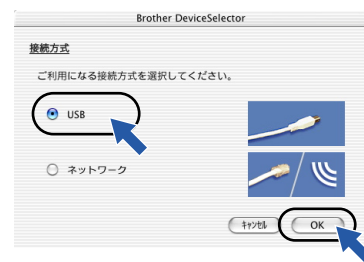 Brother DeviceSelector
接続方式
ご利用になる接続方式を選択してください。
USB
ネットワーク
キャンセル OK